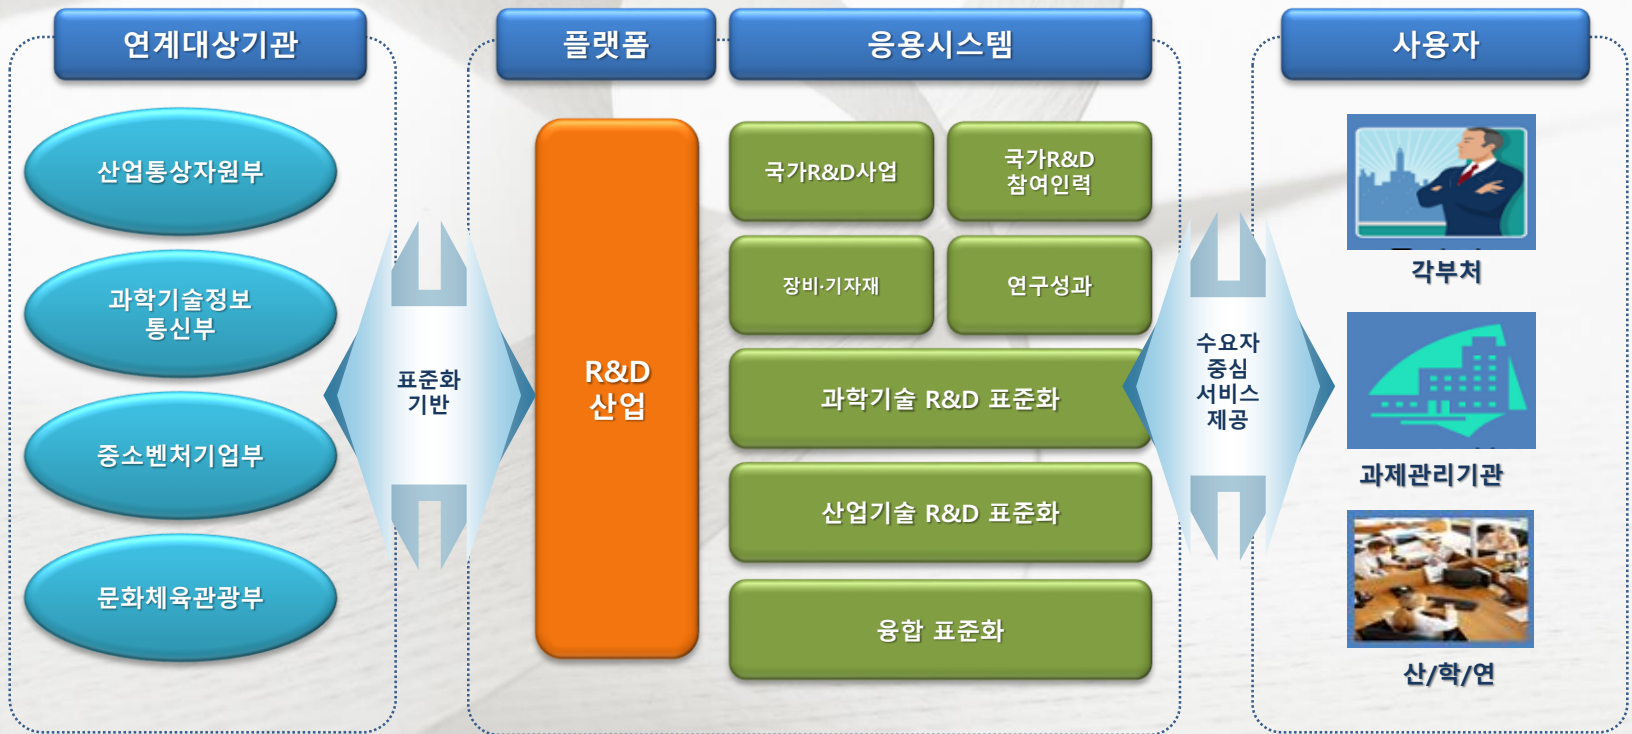 연계대상기관
산업통상자원부
과학기술정보
통신부
중소벤처기업부
문화체육관광부
표준화
기반
플랫폼
R&D
산업
응용시스템
국가R&D사업
국가R&D
참여인력
장비·기자재
연구성과
과학기술 R&D 표준화
산업기술 R&D 표준화
융합 표준화
수요자
중심
서비스
제공
사용자
각부처
과제관리기관
산/학/연